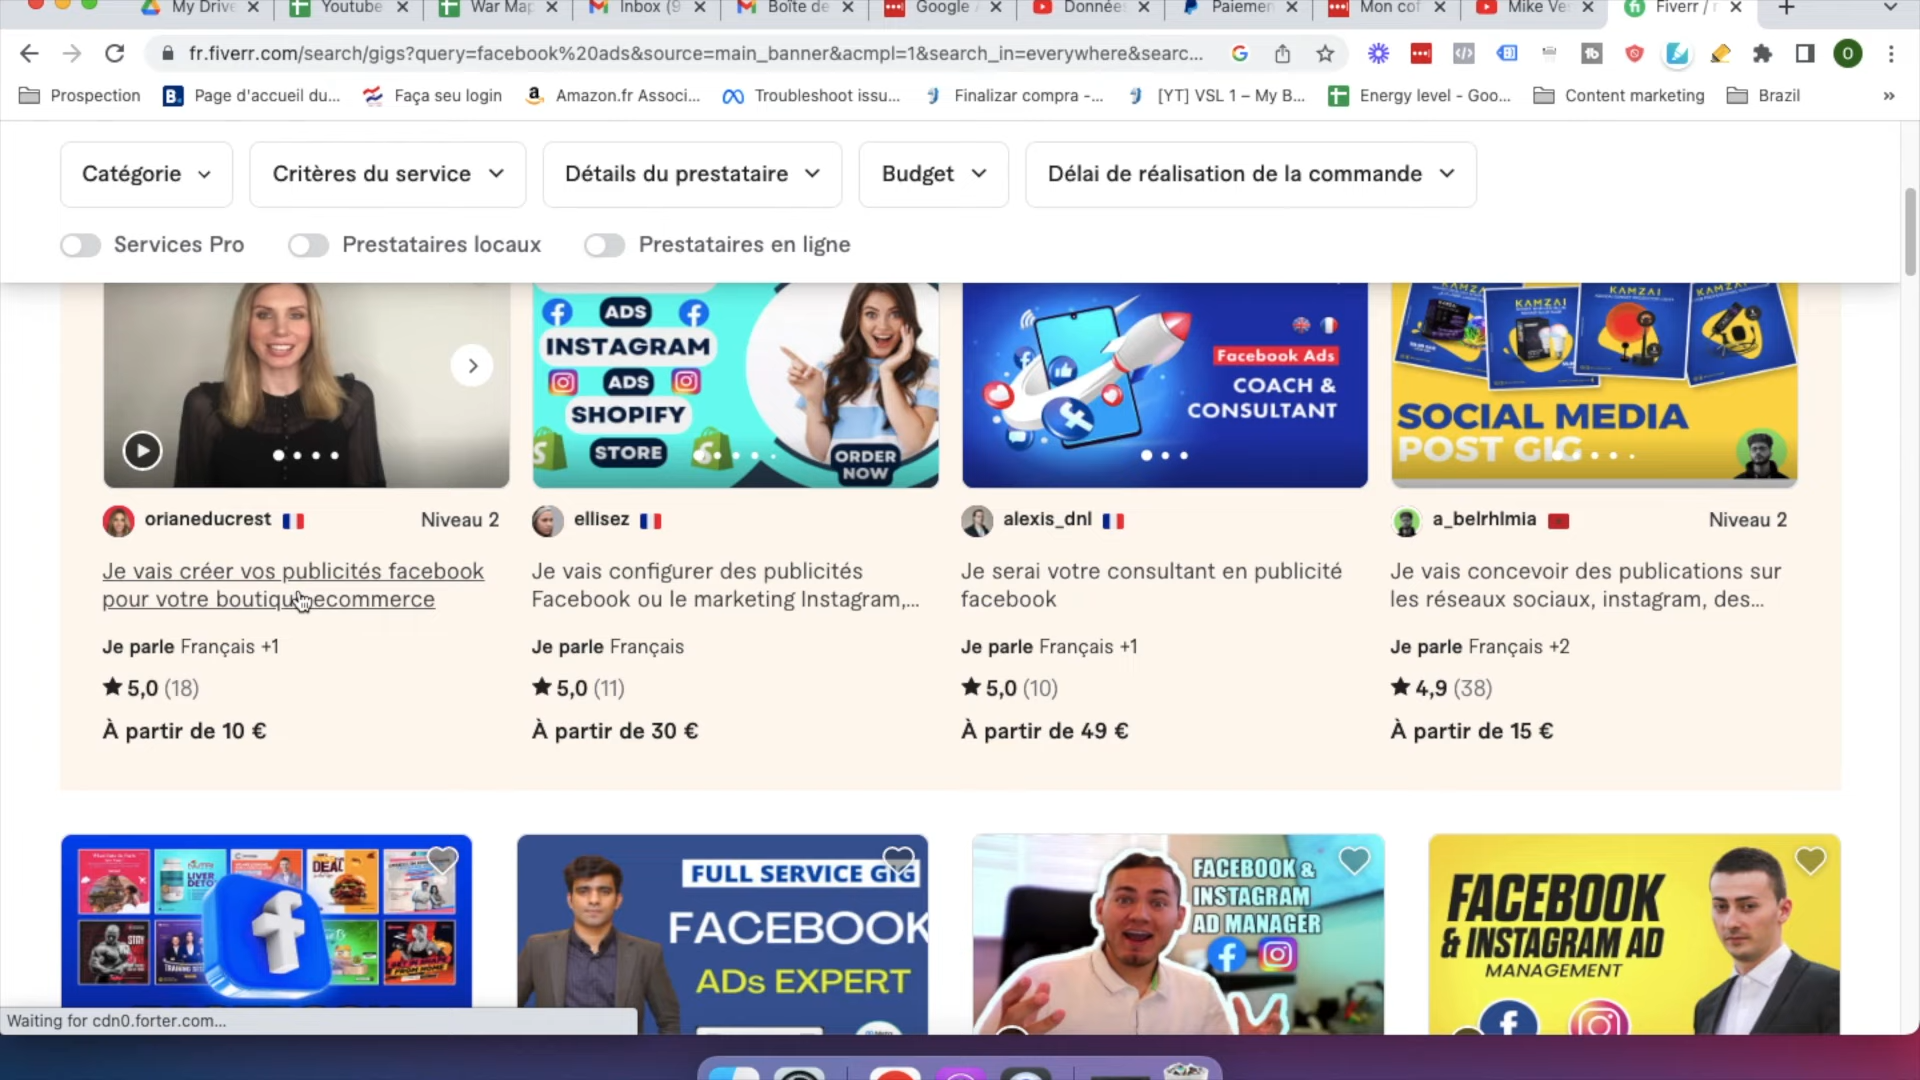 My Drive
Youtube
War Map
Inbox (9
Boîte de
Google
Donnée
Paiemen
Mon cof
Mike Ve
Fiverr / r
fr.fiverr.com/search/gigs?query=facebook%20ads&source=main_banner&acmpl=1&search_in=everywhere&searc...
O
Prospection
Page d'accueil du...
Faça seu login
Amazon.fr Associ...
Troubleshoot issu...
Finalizar compra -...
[YT] VSL 1 – My B...
Energy level - Goo...
Content marketing
Brazil
»
Catégorie
Critères du service
Détails du prestataire
Budget
Délai de réalisation de la commande
Services Pro
Prestataires locaux
Prestataires en ligne
ADS
INSTAGRAM
ADS
SHOPIFY
STORE
ORDER
NOW
Facebook Ads
COACH &
CONSULTANT
KAMZAI
KAMZAI
KAMZAI
KAMZAI
SOCIAL MEDIA
POST GIG
orianeducrest
Niveau 2
Je vais créer vos publicités facebook
pour votre boutique ecommerce
Je parle Français +1
★ 5,0 (18)
À partir de 10 €
ellisez
Je vais configurer des publicités
Facebook ou le marketing Instagram,...
Je parle Français
★ 5,0 (11)
À partir de 30 €
alexis_dnl
Je serai votre consultant en publicité
facebook
Je parle Français +1
★ 5,0 (10)
À partir de 49 €
a_belrhlmia
Niveau 2
Je vais concevoir des publications sur
les réseaux sociaux, instagram, des...
Je parle Français +2
★ 4,9 (38)
À partir de 15 €
LIVER
DEAL
FULL SERVICE GIG
FACEBOOK
ADs EXPERT
FACEBOOK &
INSTAGRAM
AD MANAGER
FACEBOOK
& INSTAGRAM AD
MANAGEMENT
Waiting for cdn0.forter.com...